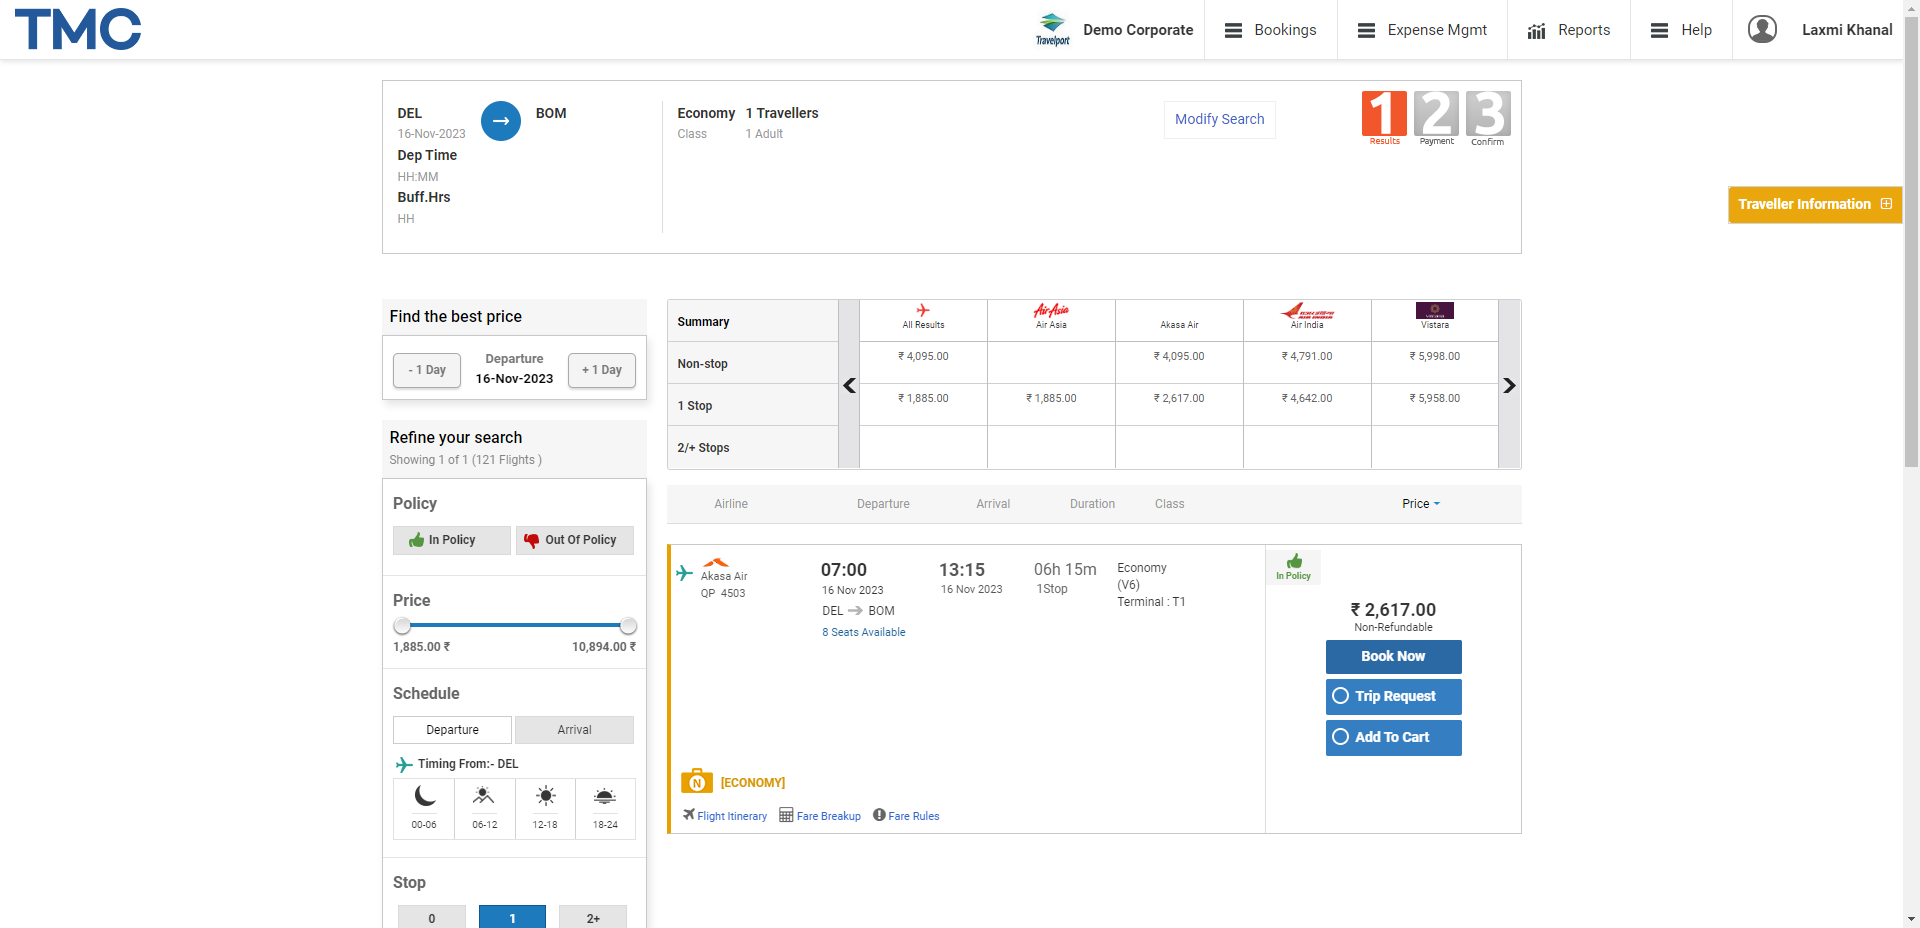 TMC
Travelport
Demo Corporate
Bookings
Expense Mgmt
Reports
Help
Laxmi Khanal
DEL
16-Nov-2023
BOM
Dep Time
HH:MM
Buff.Hrs
HH
Economy
Class
1 Travellers
1 Adult
Modify Search
1
Results
2
Payment
3
Confirm
Traveller Information
Find the best price
- 1 Day
Departure
16-Nov-2023
+ 1 Day
Refine your search
Showing 1 of 1 (121 Flights )
Policy
In Policy
Out Of Policy
Price
1,885.00 ₹
10,894.00 ₹
Schedule
Departure
Arrival
Timing From:- DEL
00-06
06-12
12-18
18-24
Stop
0
1
2+
Summary
All Results
AirAsia
Air Asia
Akasa Air
AIR INDIA
Air India
Vistara
Non-stop
₹ 4,095.00
₹ 4,095.00
₹ 4,791.00
₹ 5,998.00
1 Stop
₹ 1,885.00
₹ 1,885.00
₹ 2,617.00
₹ 4,642.00
₹ 5,958.00
2/+ Stops
Airline
Departure
Arrival
Duration
Class
Price
Akasa Air
QP 4503
07:00
16 Nov 2023
DEL
BOM
8 Seats Available
13:15
16 Nov 2023
06h 15m
1Stop
Economy
(V6)
Terminal : T1
In Policy
₹ 2,617.00
Non-Refundable
Book Now
Trip Request
Add To Cart
N
[ECONOMY]
Flight Itinerary
Fare Breakup
Fare Rules